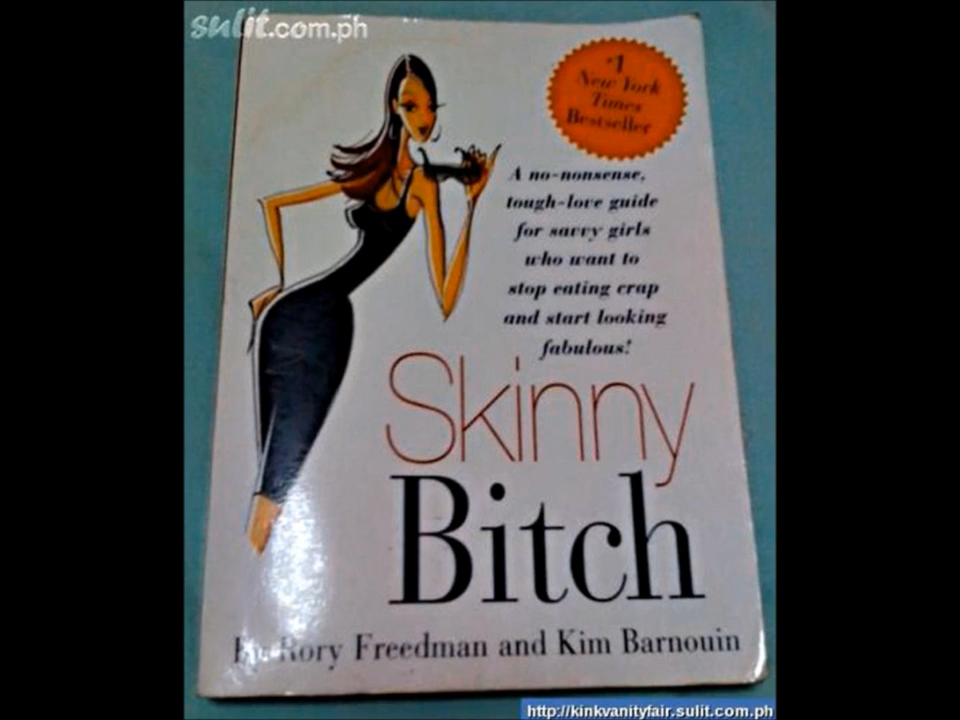 sulit.com.ph
#1
New York
Times
Bestseller
A no-nonsense,
tough-love guide
for savvy girls
who want to
stop eating crap
and start looking
fabulous!
Skinny
Bitch
By Rory Freedman and Kim Barnouin
http://kinkvanityfair.sulit.com.ph